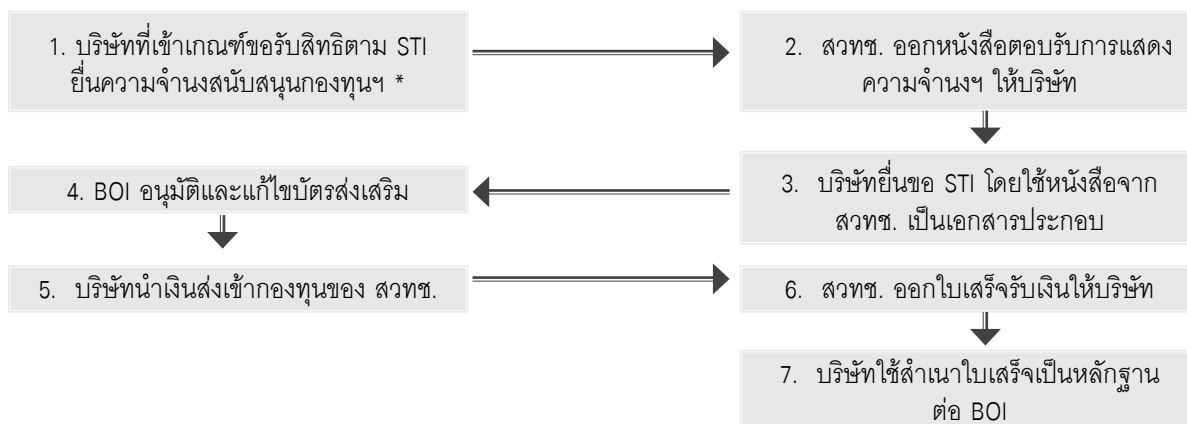 1. บริษัทที่เข้าเกณฑ์ขอรับสิทธิตาม STI
ยื่นความจำนงสนับสนุนกองทุนฯ *
2. สวทช. ออกหนังสือตอบรับการแสดง
ความจำนงฯ ให้บริษัท
3. บริษัทยื่นขอ STI โดยใช้หนังสือจาก
สวทช. เป็นเอกสารประกอบ
4. BOI อนุมัติและแก้ไขบัตรส่งเสริม
5. บริษัทนำเงินส่งเข้ากองทุนของ สวทช.
6. สวทช. ออกใบเสร็จรับเงินให้บริษัท
7. บริษัทใช้สำเนาใบเสร็จเป็นหลักฐาน
ต่อ BOI